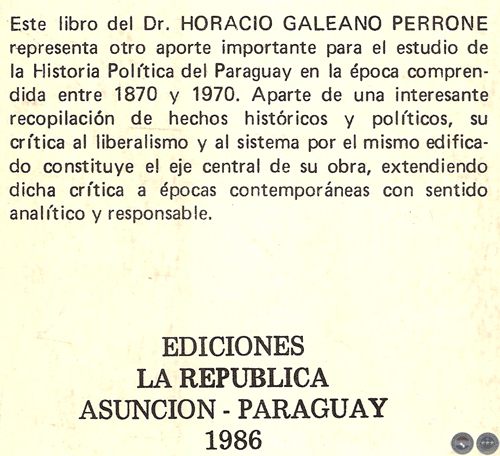 Este libro del Dr. HORACIO GALEANO PERRONE
representa otro aporte importante para el estudio de
la Historia Política del Paraguay en la época compren-
dida entre 1870 y 1970. Aparte de una interesante
recopilación de hechos históricos y políticos, su
crítica al liberalismo y al sistema por el mismo edifica-
do constituye el eje central de su obra, extendiendo
dicha crítica a épocas contemporáneas con sentido
analítico y responsable.
EDICIONES
LA REPUBLICA
ASUNCION - PARAGUAY
1986